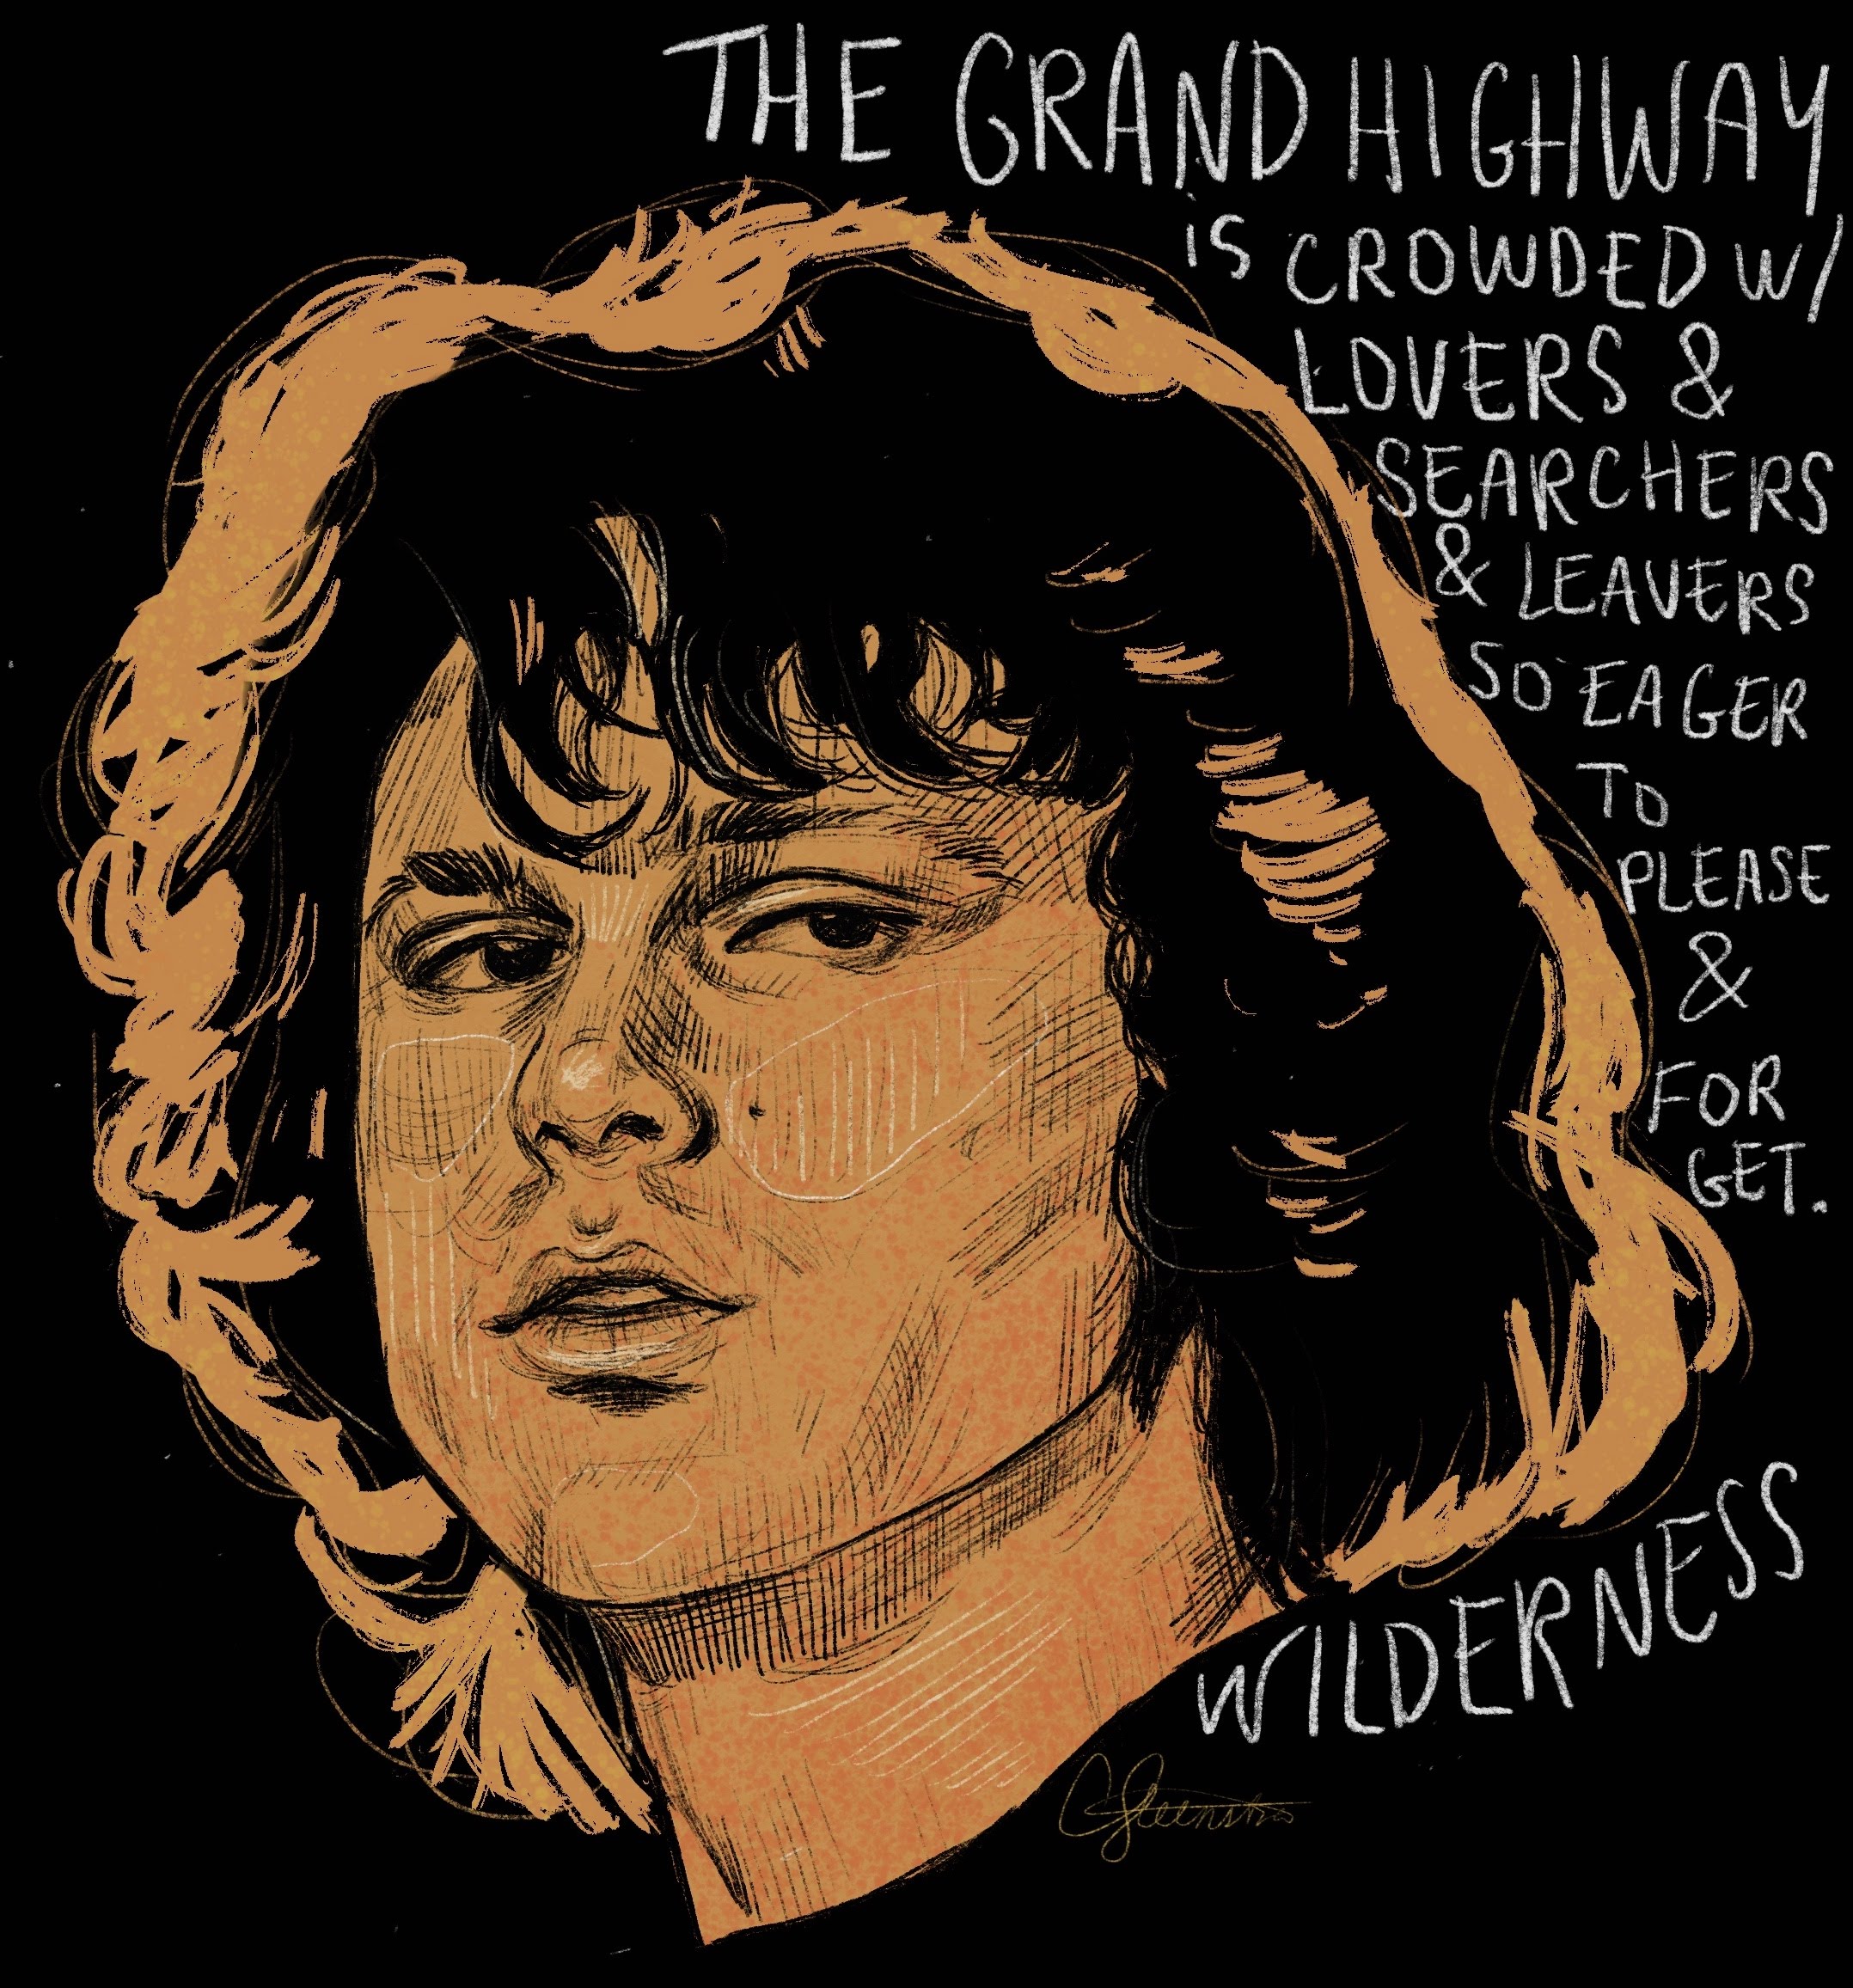 THE GRAND HIGHWAY
is CROWDED W/
LOVERS &
SEARCHERS
& LEAVERS
SO EAGER
TO
PLEASE
&
FOR
GET.
WILDERNESS